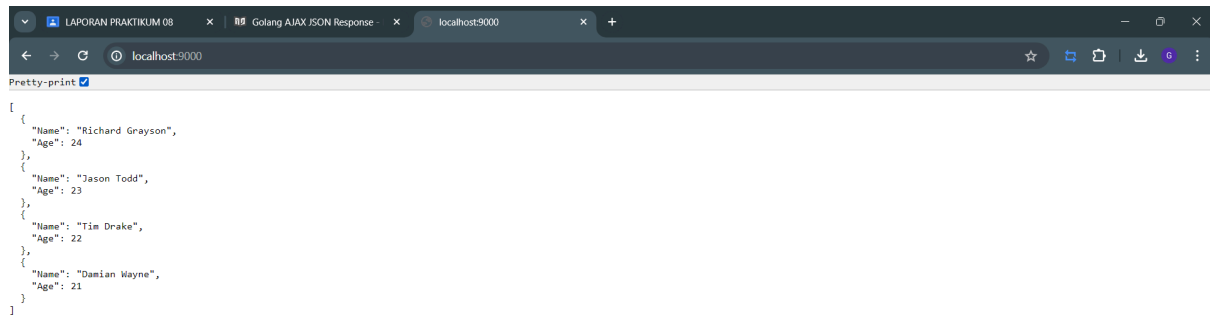 LAPORAN PRAKTIKUM 08
Golang AJAX JSON Response -
localhost:9000
localhost:9000
G
Pretty-print
[
  {
    "Name": "Richard Grayson",
    "Age": 24
  },
  {
    "Name": "Jason Todd",
    "Age": 23
  },
  {
    "Name": "Tim Drake",
    "Age": 22
  },
  {
    "Name": "Damian Wayne",
    "Age": 21
  }
]